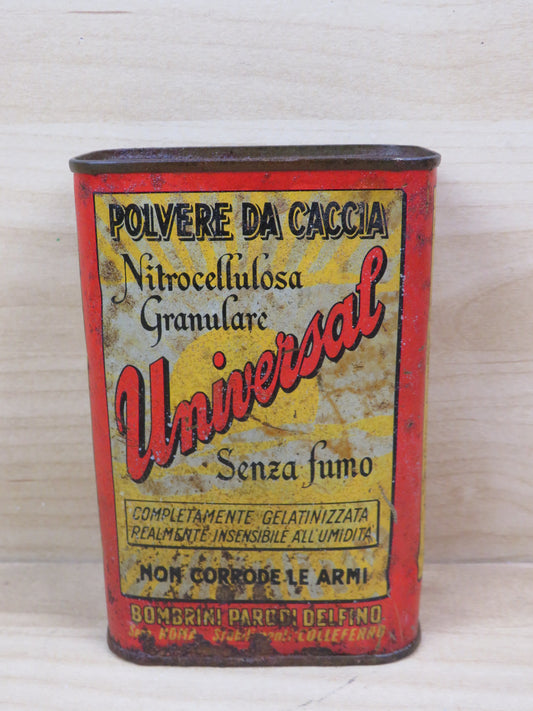 POLVERE DA CACCIA
Nitrocellulosa
Granulare
Universal
Senza fumo
COMPLETAMENTE GELATINIZZATA
REALMENTE INSENSIBILE ALL'UMIDITÀ
NON CORRODE LE ARMI
BOMBRINI PARODI DELFINO
ROMA COLLEFERRO